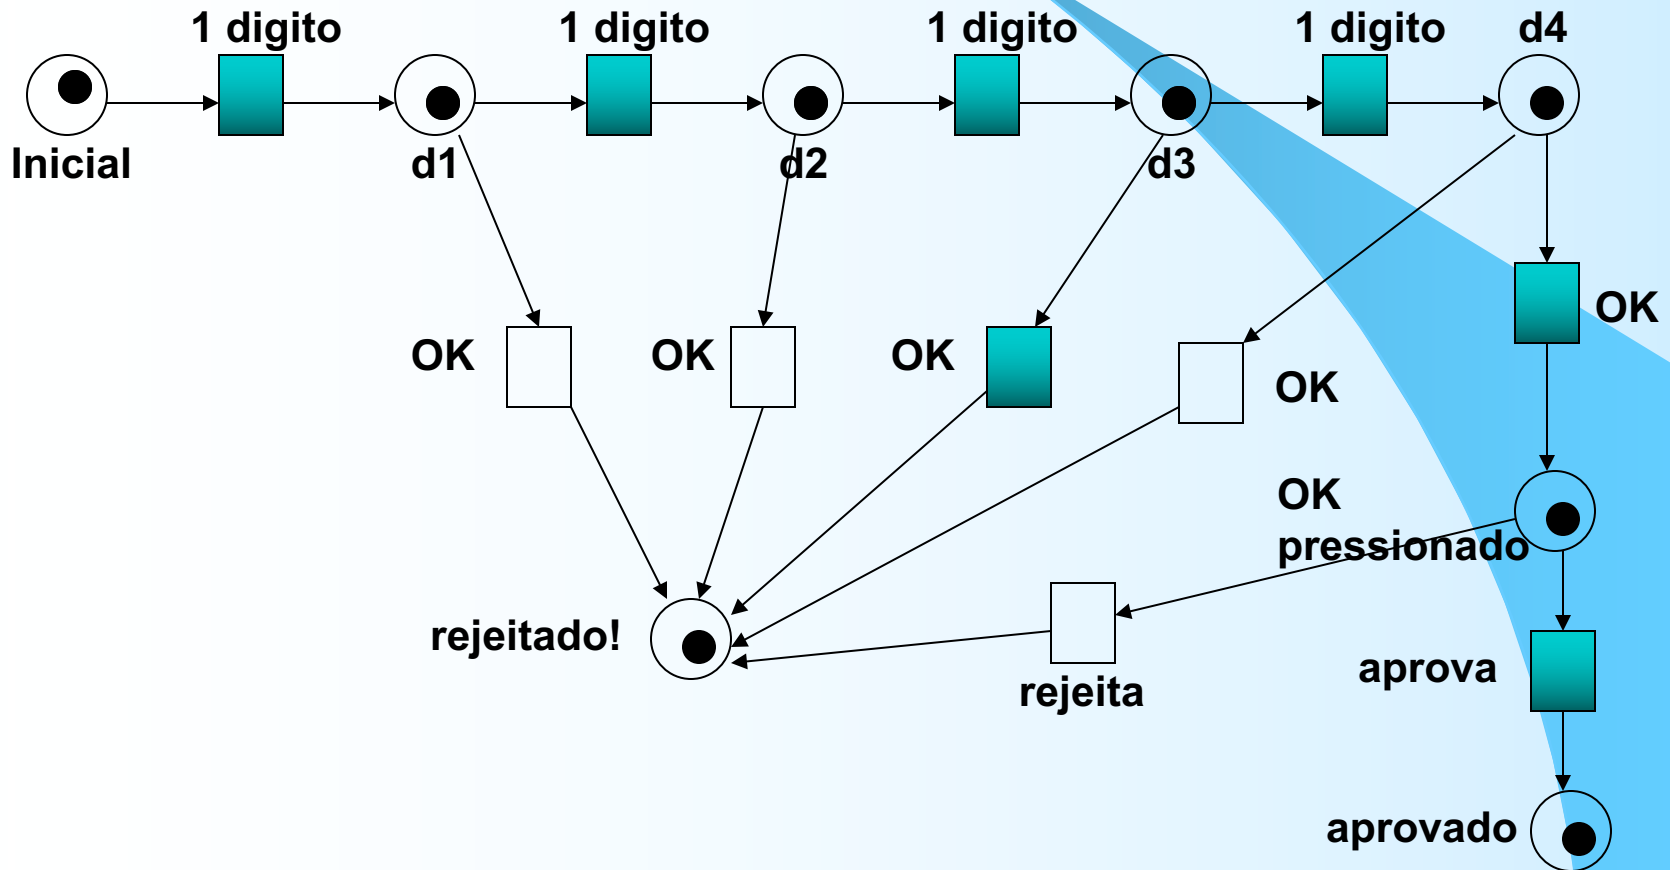 1 digito
1 digito
1 digito
1 digito
d4
Inicial
d1
d2
d3
OK
OK
OK
OK
OK
OK
pressionado
rejeitado!
rejeita
aprova
aprovado